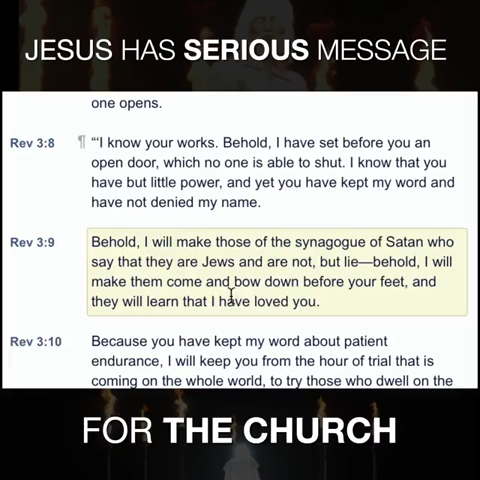 JESUS HAS SERIOUS MESSAGE
one opens.
Rev 3:8 ¶ “‘I know your works. Behold, I have set before you an
open door, which no one is able to shut. I know that you
have but little power, and yet you have kept my word and
have not denied my name.
Rev 3:9 Behold, I will make those of the synagogue of Satan who
say that they are Jews and are not, but lie—behold, I will
make them come and bow down before your feet, and
they will learn that I have loved you.
Rev 3:10 Because you have kept my word about patient
endurance, I will keep you from the hour of trial that is
coming on the whole world, to try those who dwell on the
FOR THE CHURCH